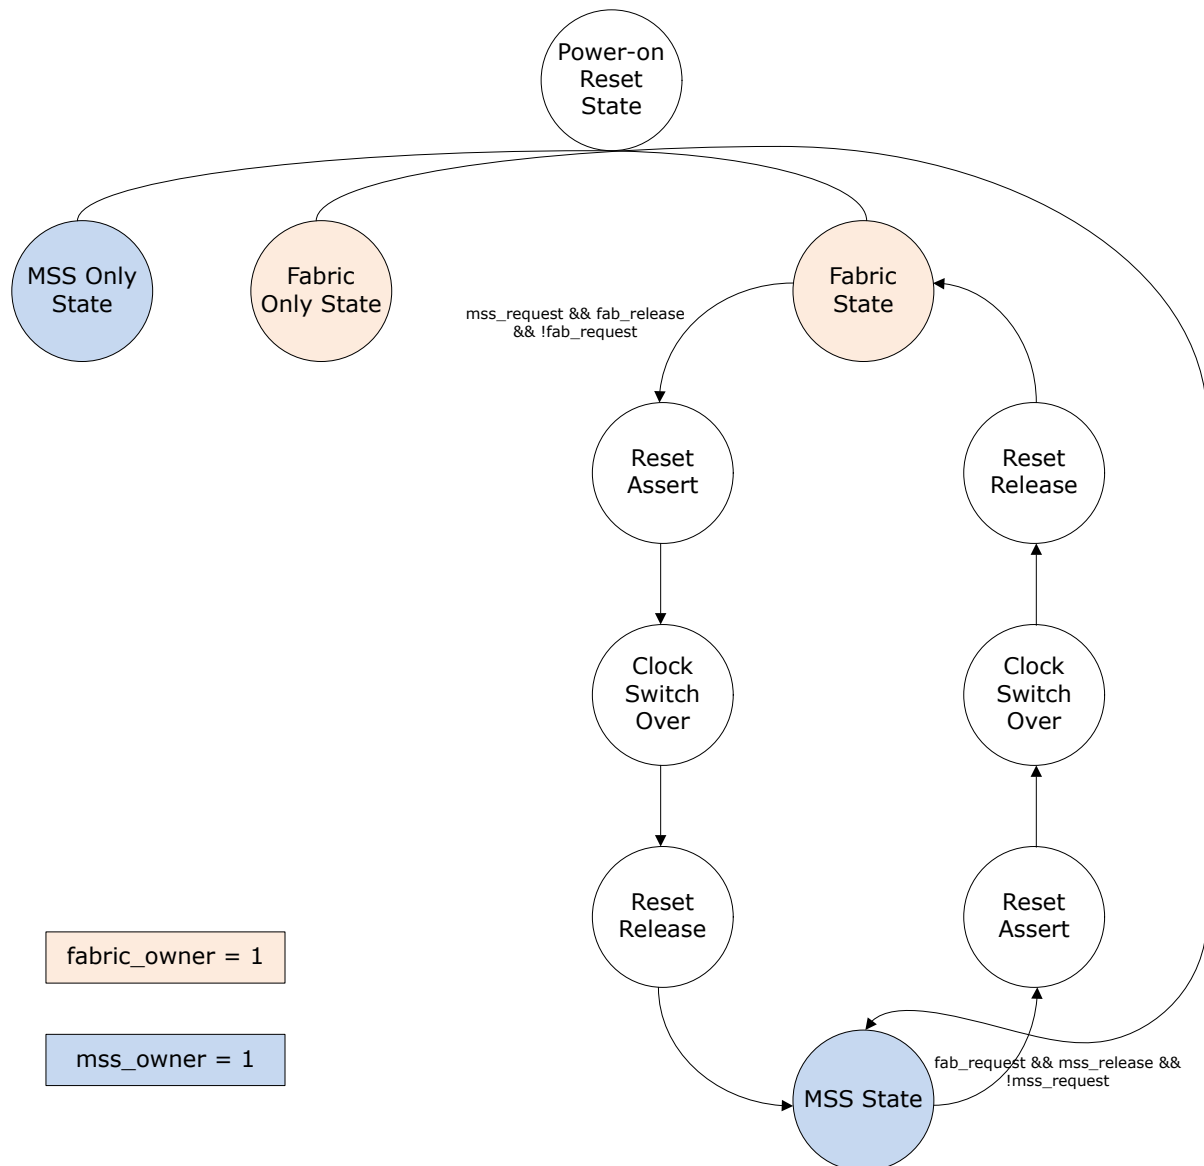 Power-on
Reset
State
MSS Only
State
Fabric
Only State
Fabric
State
mss_request && fab_release
&& !fab_request
Reset
Assert
Reset
Release
Clock
Switch
Over
Clock
Switch
Over
Reset
Release
Reset
Assert
fabric_owner = 1
mss_owner = 1
MSS State
fab_request && mss_release &&
!mss_request